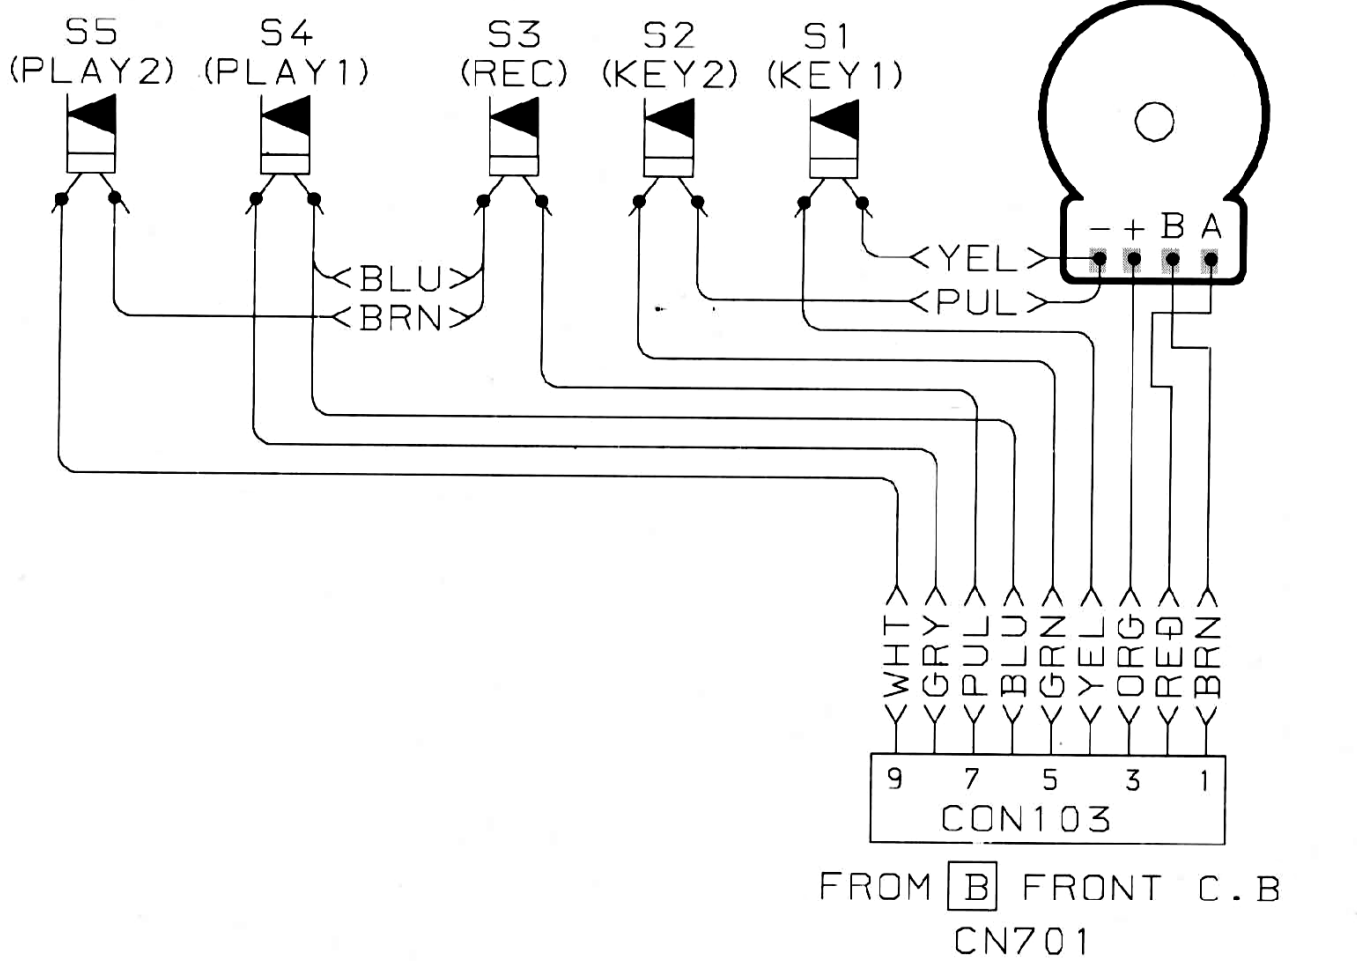 S5 S4 S3 S2 S1
(PLAY2) (PLAY1) (REC) (KEY2) (KEY1)
- + B A
YEL
BLU
PUL
BRN
WHT
GRY
PUL
BLU
GRN
YEL
ORG
RED
BRN
9 7 5 3 1
CON103
FROM B FRONT C.B
CN701